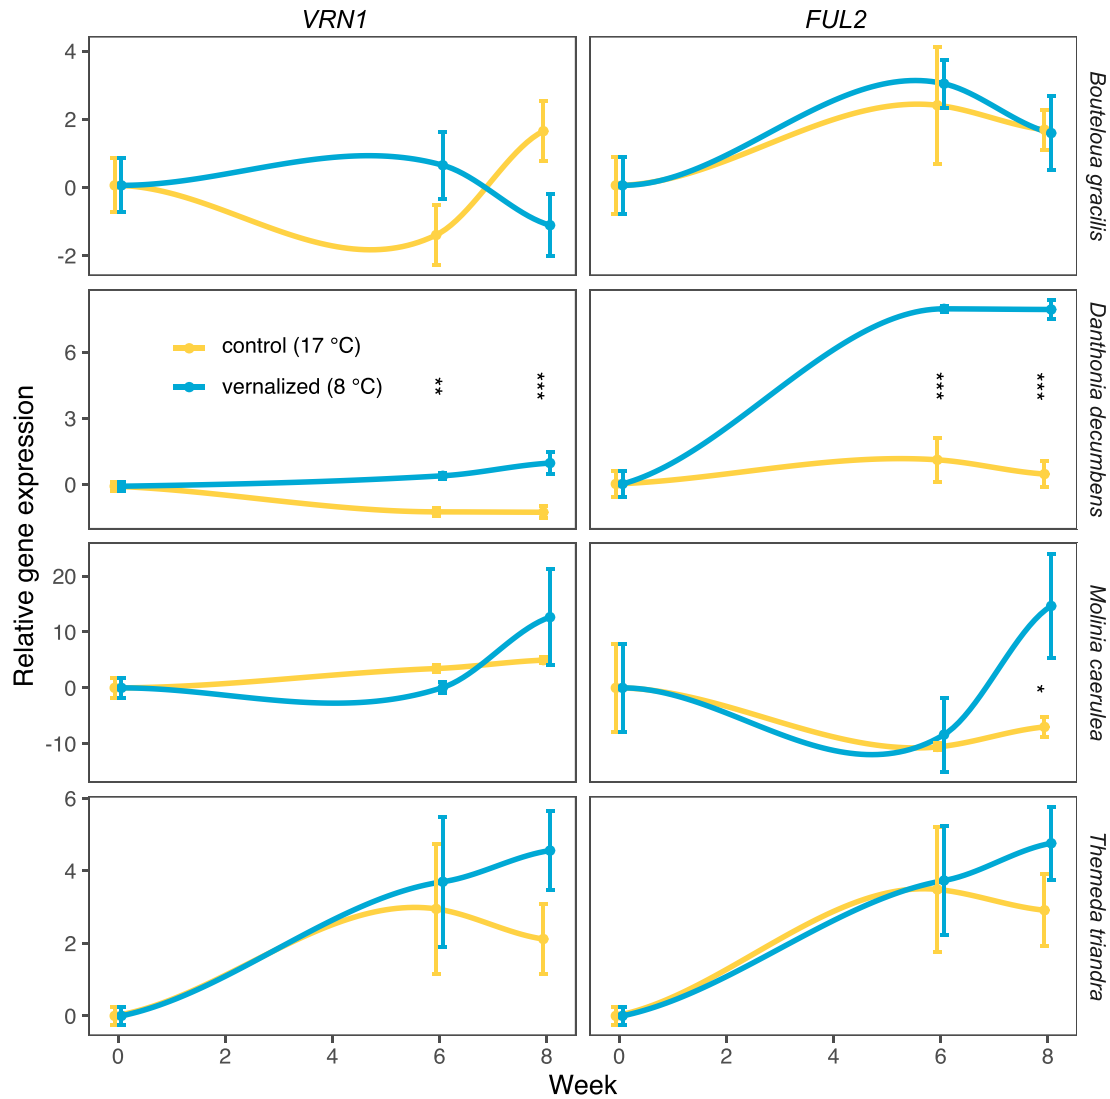 VRN1 FUL2
4
2
0
-2
Bouteloua gracilis
control (17 °C)
vernalized (8 °C)
6
3
0
**
***
***
***
Danthonia decumbens
20
10
0
-10
*
Molinia caerulea
6
4
2
0
Themeda triandra
0 2 4 6 8 0 2 4 6 8
Week
Relative gene expression